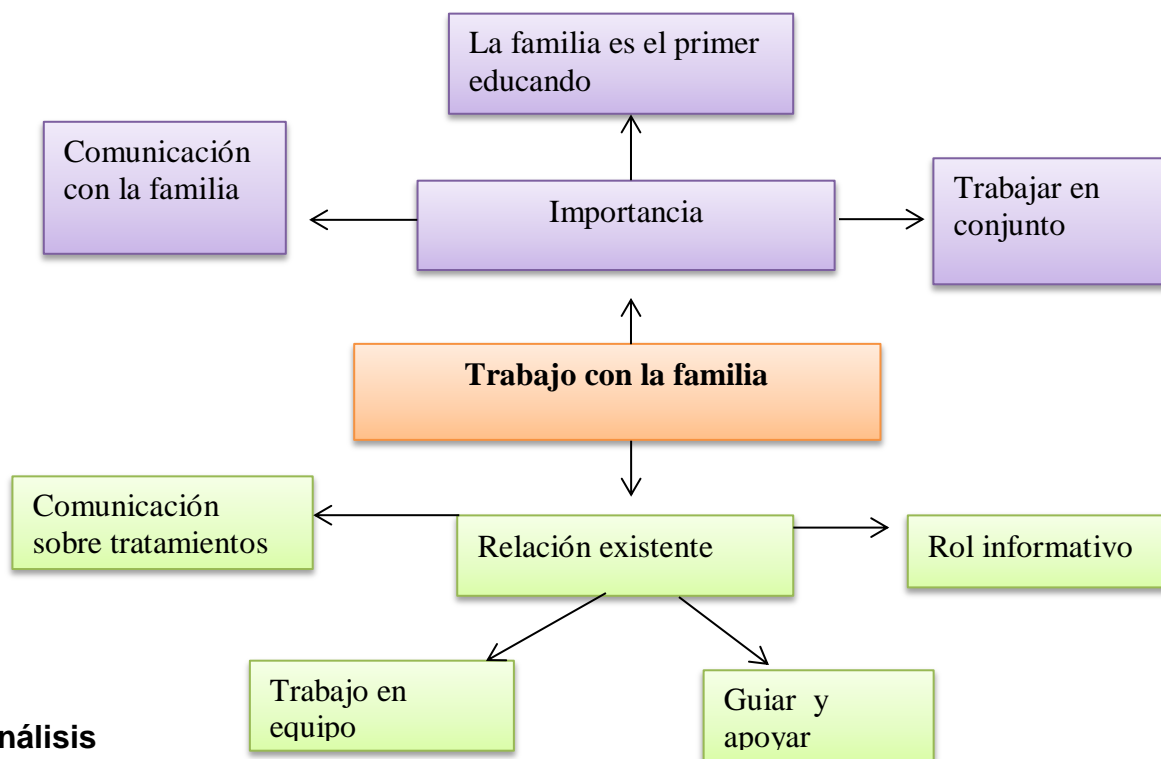 La familia es el primer
educando
Comunicación
con la familia
Importancia
Trabajar en
conjunto
Trabajo con la familia
Comunicación
sobre tratamientos
Relación existente
Rol informativo
Trabajo en
equipo
Guiar y
apoyar
nálisis